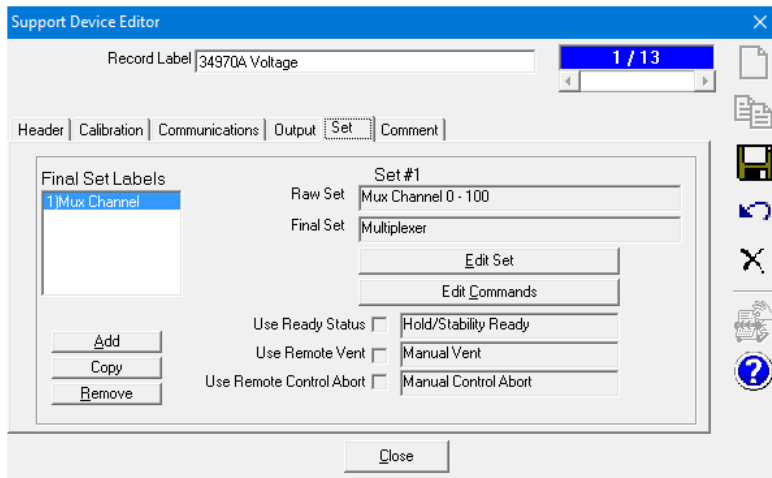 Support Device Editor
Record Label 34970A Voltage
1 / 13
Header Calibration Communications Output Set Comment
Final Set Labels
1)Mux Channel
Set #1
Raw Set Mux Channel 0 - 100
Final Set Multiplexer
Edit Set
Edit Commands
Use Ready Status Hold/Stability Ready
Use Remote Vent Manual Vent
Use Remote Control Abort Manual Control Abort
Add
Copy
Remove
Close